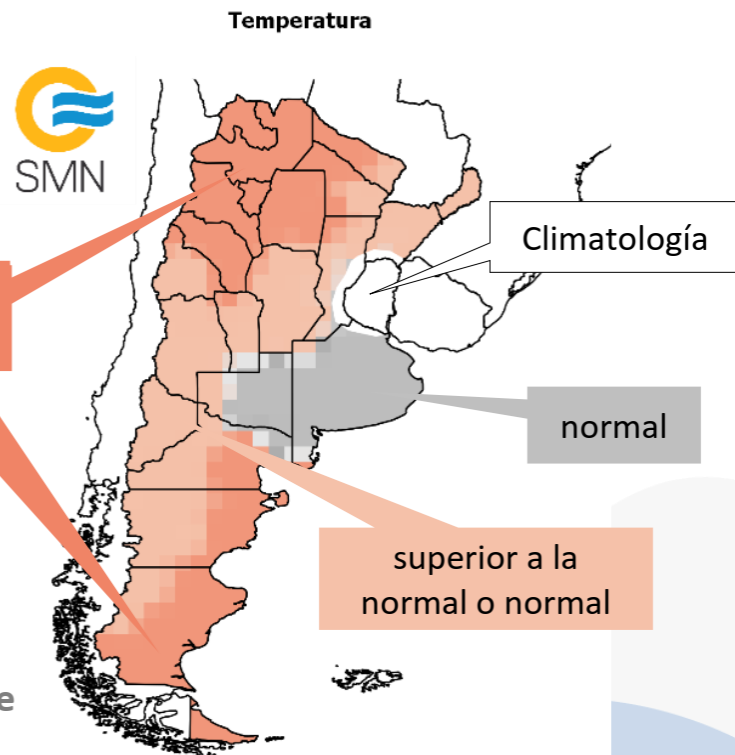 Temperatura
SMN
Climatología
normal
superior a la
normal o normal
e